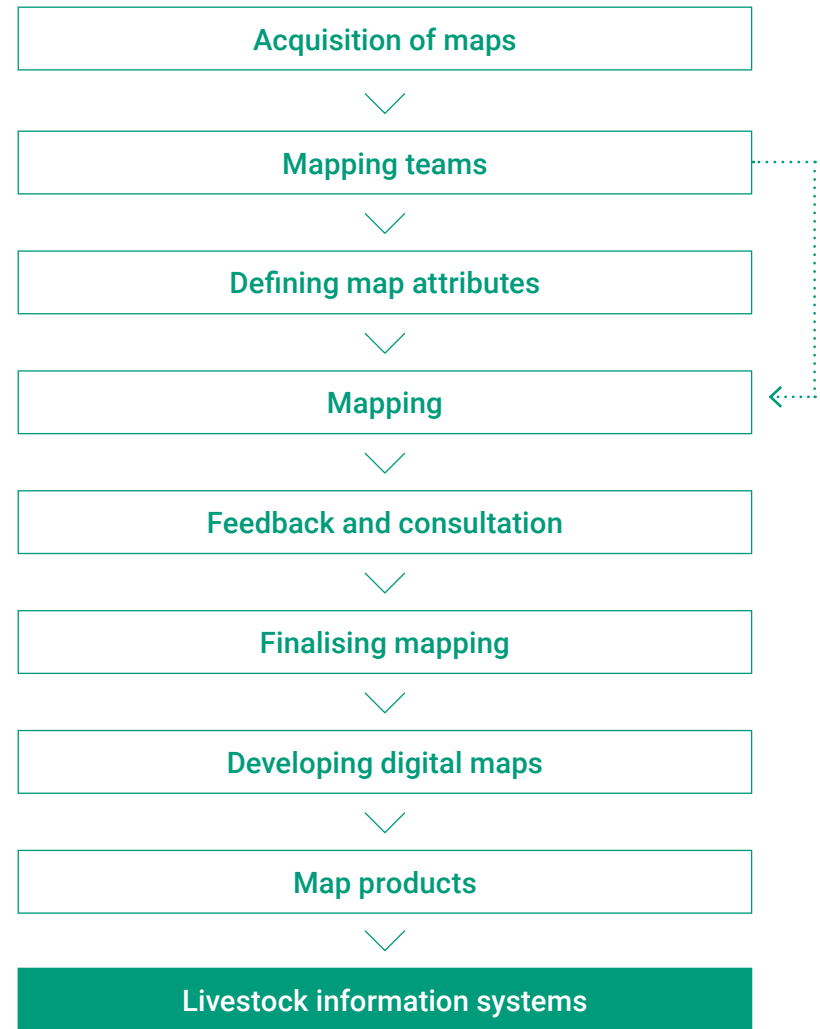 Acquisition of maps
Mapping teams
Defining map attributes
Mapping
Feedback and consultation
Finalising mapping
Developing digital maps
Map products
Livestock information systems